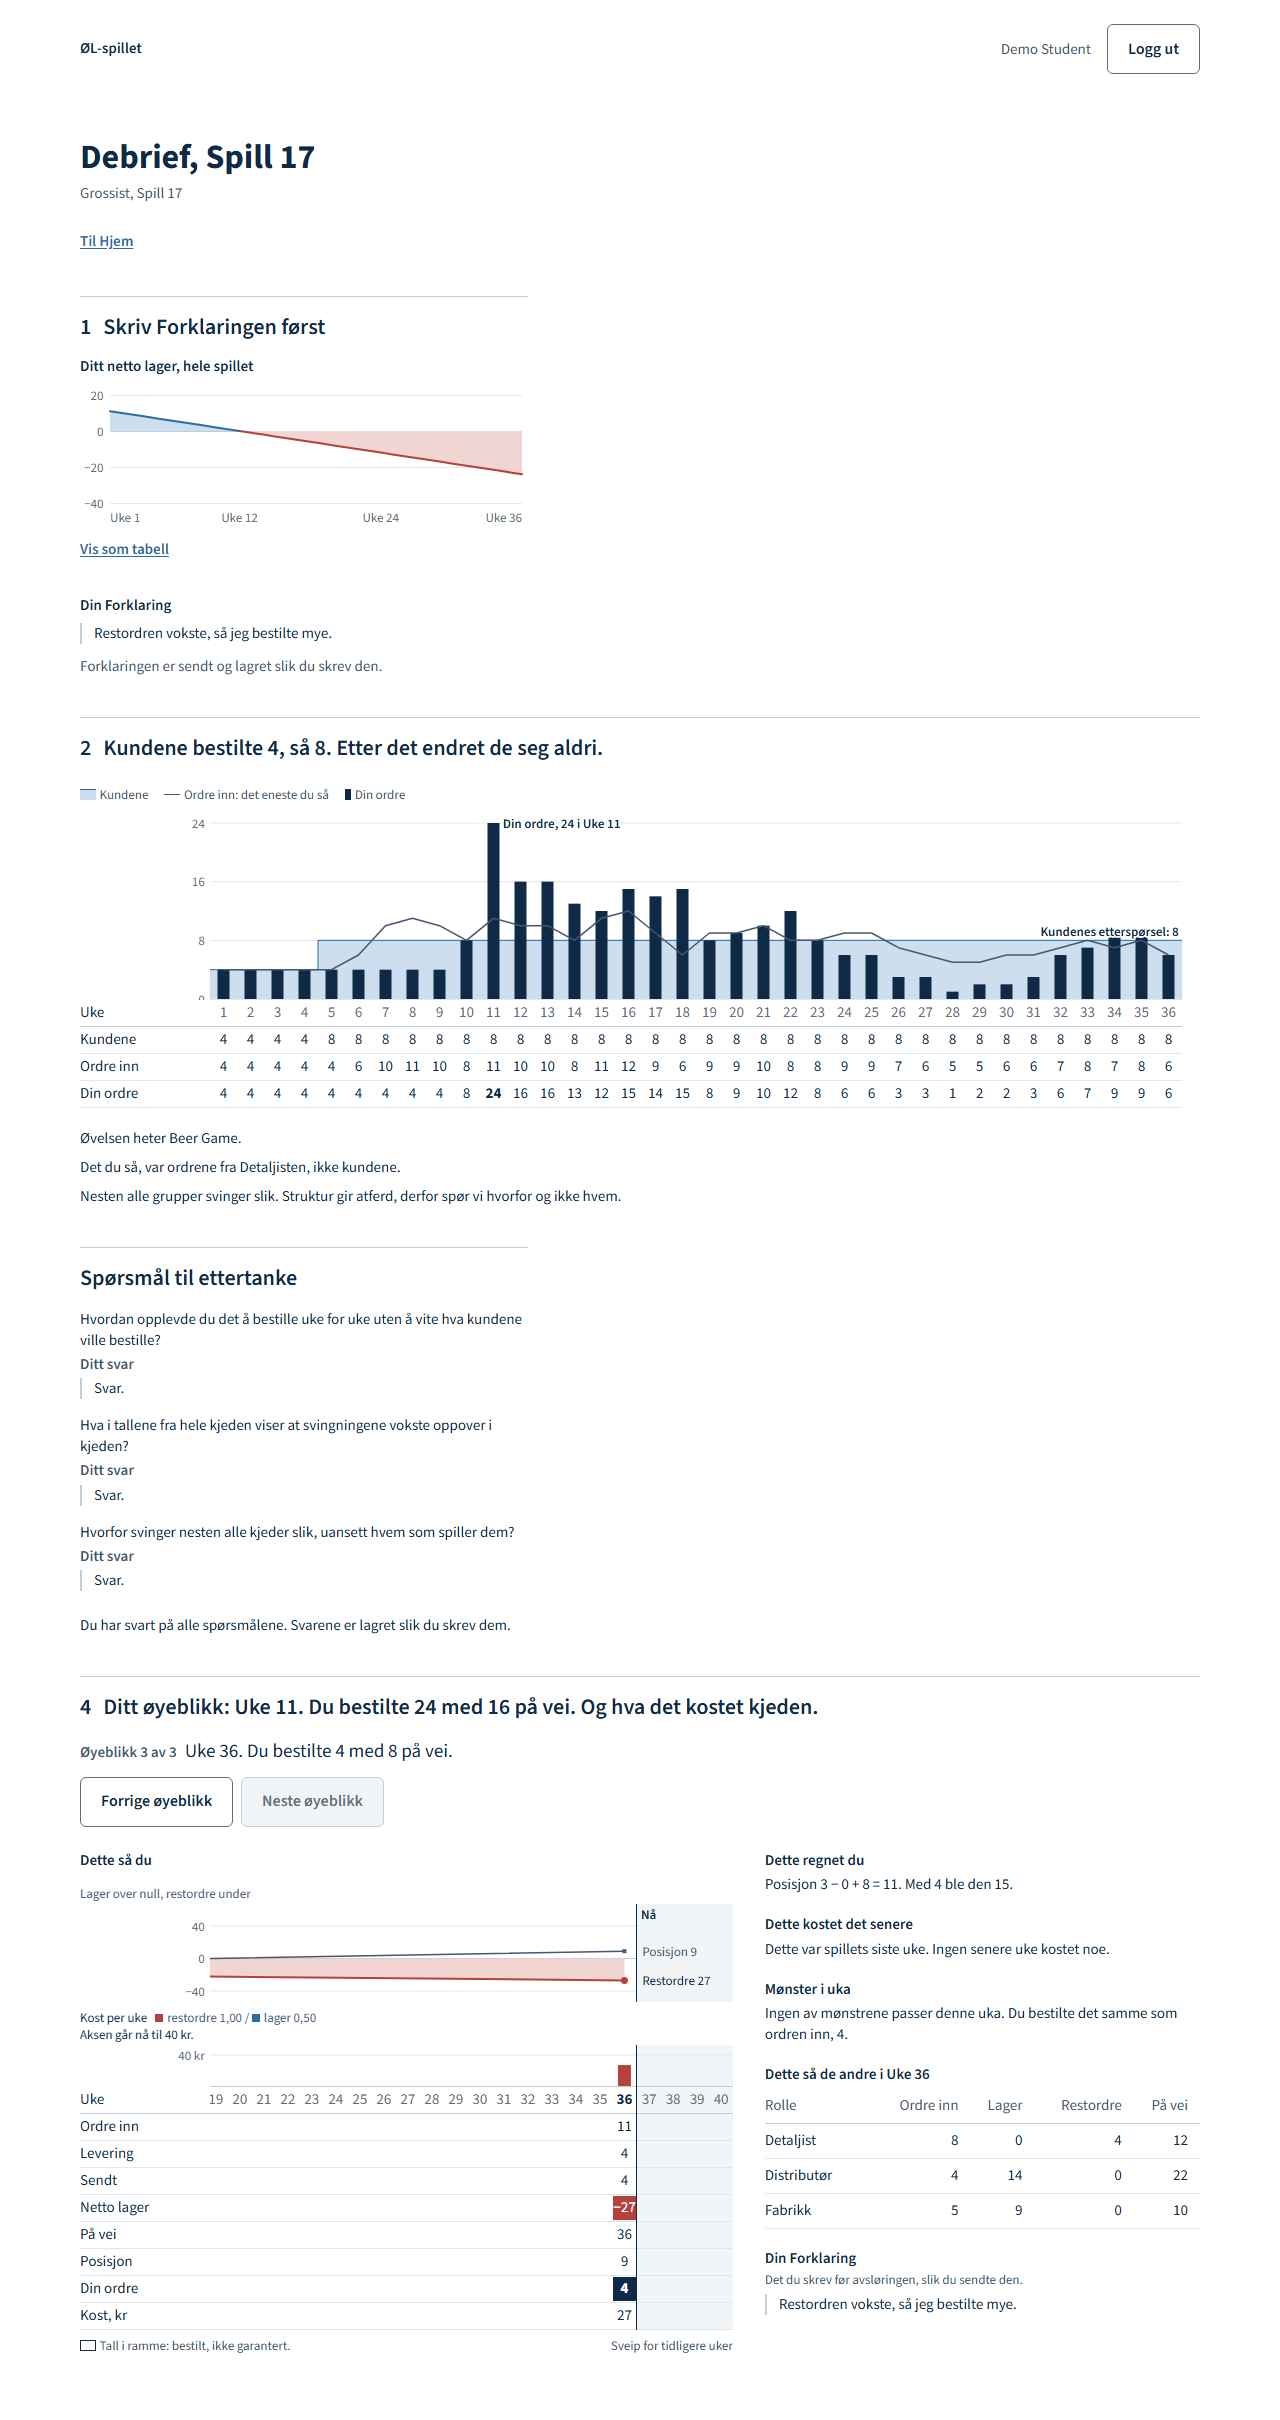 ØL-spillet
Demo Student
Logg ut
Debrief, Spill 17
Grossist, Spill 17
Til Hjem
1 Skriv Forklaringen først
Ditt netto lager, hele spillet
20
0
−20
−40
Uke 1 Uke 12 Uke 24 Uke 36
Vis som tabell
Din Forklaring
Restordren vokste, så jeg bestilte mye.
Forklaringen er sendt og lagret slik du skrev den.
2 Kundene bestilte 4, så 8. Etter det endret de seg aldri.
Kundene Ordre inn: det eneste du så Din ordre
24
Din ordre, 24 i Uke 11
16
Kundenes etterspørsel: 8
8
0
Uke 1 2 3 4 5 6 7 8 9 10 11 12 13 14 15 16 17 18 19 20 21 22 23 24 25 26 27 28 29 30 31 32 33 34 35 36
Kundene 4 4 4 4 8 8 8 8 8 8 8 8 8 8 8 8 8 8 8 8 8 8 8 8 8 8 8 8 8 8 8 8 8 8 8 8
Ordre inn 4 4 4 4 4 6 10 11 10 8 11 10 10 8 11 12 9 6 9 9 10 8 8 9 9 7 6 5 5 6 6 7 8 7 8 6
Din ordre 4 4 4 4 4 4 4 4 4 8 24 16 16 13 12 15 14 15 8 9 10 12 8 6 6 3 3 1 2 2 3 6 7 9 9 6
Øvelsen heter Beer Game.
Det du så, var ordrene fra Detaljisten, ikke kundene.
Nesten alle grupper svinger slik. Struktur gir atferd, derfor spør vi hvorfor og ikke hvem.
Spørsmål til ettertanke
Hvordan opplevde du det å bestille uke for uke uten å vite hva kundene
ville bestille?
Ditt svar
Svar.
Hva i tallene fra hele kjeden viser at svingningene vokste oppover i
kjeden?
Ditt svar
Svar.
Hvorfor svinger nesten alle kjeder slik, uansett hvem som spiller dem?
Ditt svar
Svar.
Du har svart på alle spørsmålene. Svarene er lagret slik du skrev dem.
4 Ditt øyeblikk: Uke 11. Du bestilte 24 med 16 på vei. Og hva det kostet kjeden.
Øyeblikk 3 av 3 Uke 36. Du bestilte 4 med 8 på vei.
Forrige øyeblikk
Neste øyeblikk
Dette så du
Lager over null, restordre under
Nå
40
0
−40
Posisjon 9
Restordre 27
Kost per uke restordre 1,00 / lager 0,50
Aksen går nå til 40 kr.
40 kr
Uke 19 20 21 22 23 24 25 26 27 28 29 30 31 32 33 34 35 36 37 38 39 40
Ordre inn 11
Levering 4
Sendt 4
Netto lager −27
På vei 36
Posisjon 9
Din ordre 4
Kost, kr 27
Tall i ramme: bestilt, ikke garantert.
Sveip for tidligere uker
Dette regnet du
Posisjon 3 − 0 + 8 = 11. Med 4 ble den 15.
Dette kostet det senere
Dette var spillets siste uke. Ingen senere uke kostet noe.
Mønster i uka
Ingen av mønstrene passer denne uka. Du bestilte det samme som
ordren inn, 4.
Dette så de andre i Uke 36
Rolle Ordre inn Lager Restordre På vei
Detaljist 8 0 4 12
Distributør 4 14 0 22
Fabrikk 5 9 0 10
Din Forklaring
Det du skrev før avsløringen, slik du sendte den.
Restordren vokste, så jeg bestilte mye.